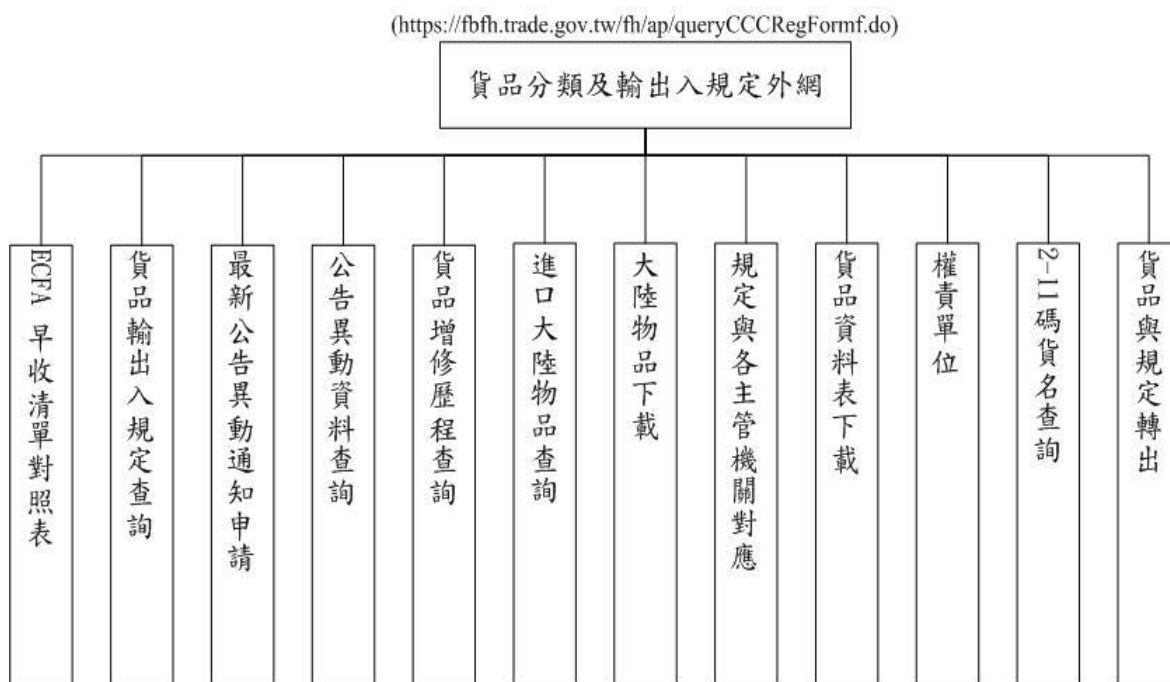 (https://fbfh.trade.gov.tw/fh/ap/queryCCCRegFormf.do)
貨品分類及輸出入規定外網
ECFA 早收清單對照表
貨品輸出入規定查詢
最新公告異動通知申請
公告異動資料查詢
貨品增修歷程查詢
進口大陸物品查詢
大陸物品下載
規定與各主管機關對應
貨品資料表下載
權責單位
2-11碼貨名查詢
貨品與規定轉出